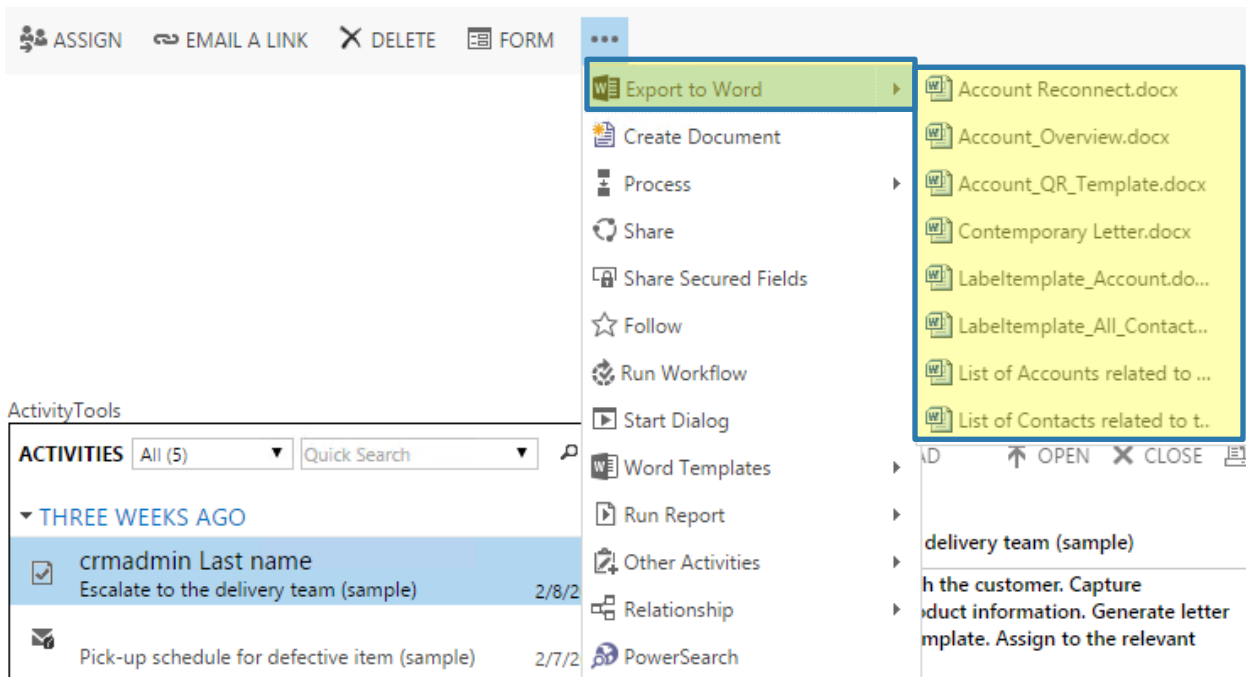 ASSIGN EMAIL A LINK DELETE FORM •••
Export to Word
Create Document
Process
Share
Share Secured Fields
Follow
Run Workflow
Start Dialog
Word Templates
Run Report
Other Activities
Relationship
PowerSearch
Account Reconnect.docx
Account_Overview.docx
Account_QR_Template.docx
Contemporary Letter.docx
Labeltemplate_Account.do...
Labeltemplate_All_Contact...
List of Accounts related to ...
List of Contacts related to t..
ActivityTools
ACTIVITIES All (5) Quick Search
THREE WEEKS AGO
crmadmin Last name
Escalate to the delivery team (sample) 2/8/2
Pick-up schedule for defective item (sample) 2/7/2
AD OPEN CLOSE
delivery team (sample)
h the customer. Capture
duct information. Generate letter
mplate. Assign to the relevant